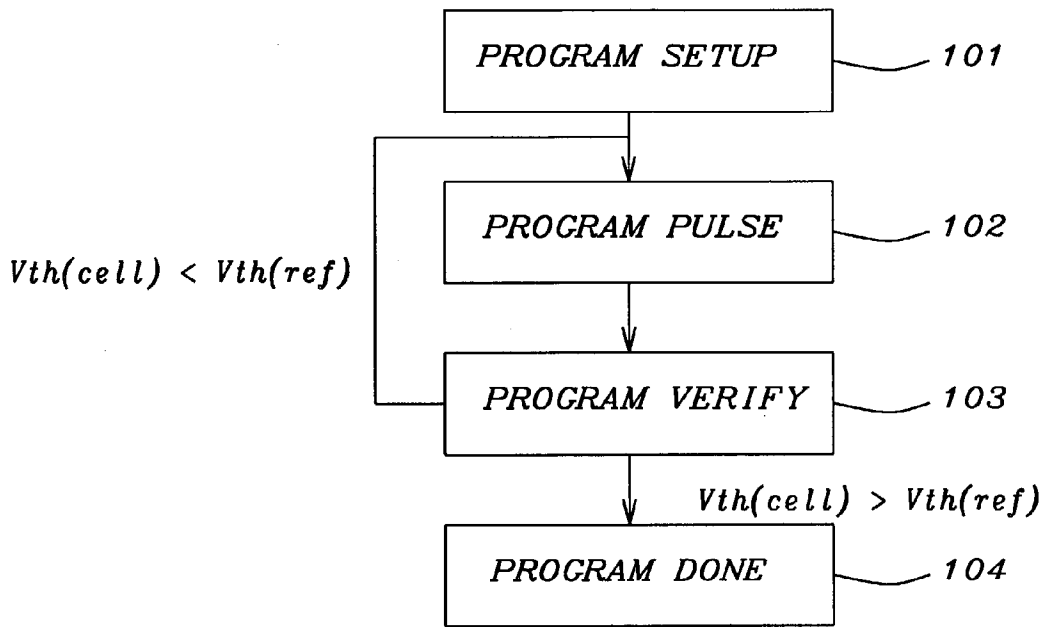 PROGRAM SETUP 101
PROGRAM PULSE 102
Vth(cell) < Vth(ref)
PROGRAM VERIFY 103
Vth(cell) > Vth(ref)
PROGRAM DONE 104